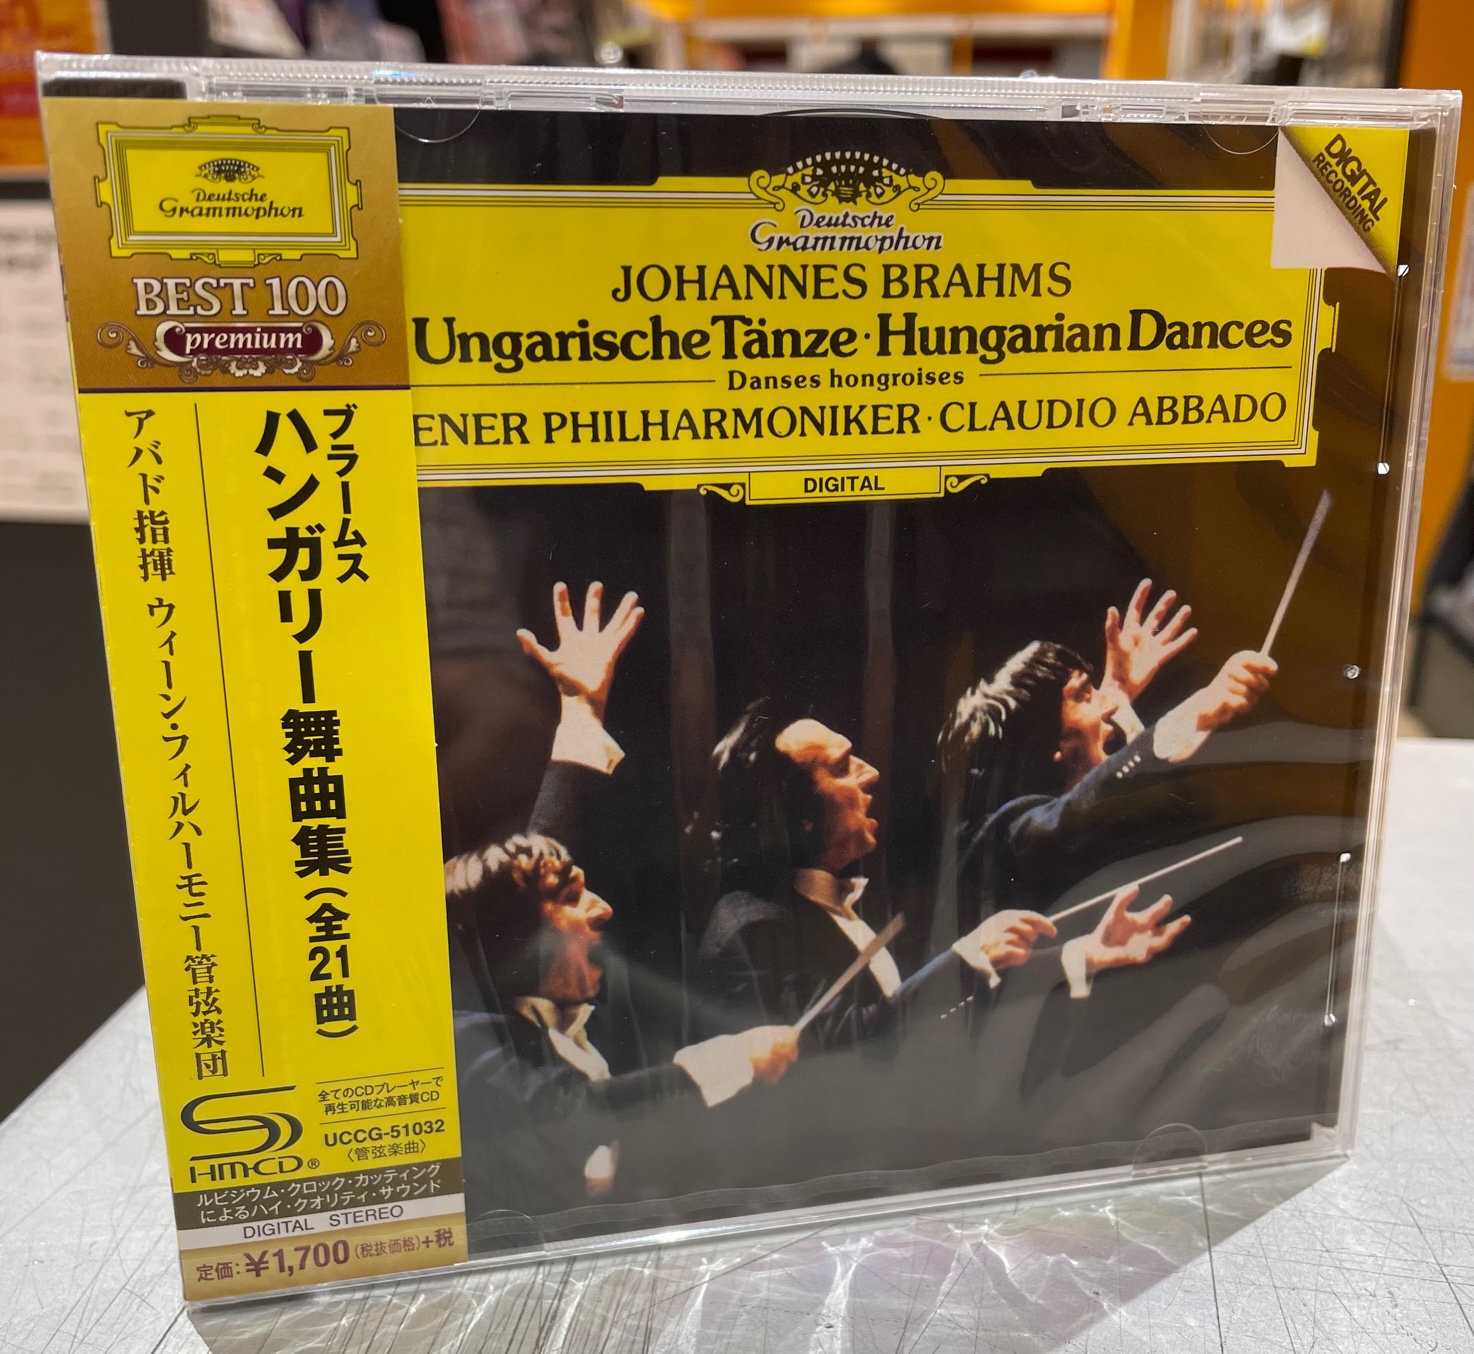 Deutsche
Grammophon
BEST 100
premium
ブラームス
ハンガリー舞曲集(全21曲)
アバド指揮 ウィーン・フィルハーモニー管弦楽団
全てのCDプレーヤーで
再生可能な高音質CD
HM-CD®
UCCG-51032
〈管弦楽曲〉
ルビジウム・クロック・カッティング
によるハイ・クオリティ・サウンド
DIGITAL STEREO
定価:¥1,700(税抜価格)+税
DIGITAL
RECORDING
Deutsche
Grammophon
JOHANNES BRAHMS
Ungarische Tänze · Hungarian Dances
Danses hongroises
ENER PHILHARMONIKER · CLAUDIO ABBADO
DIGITAL